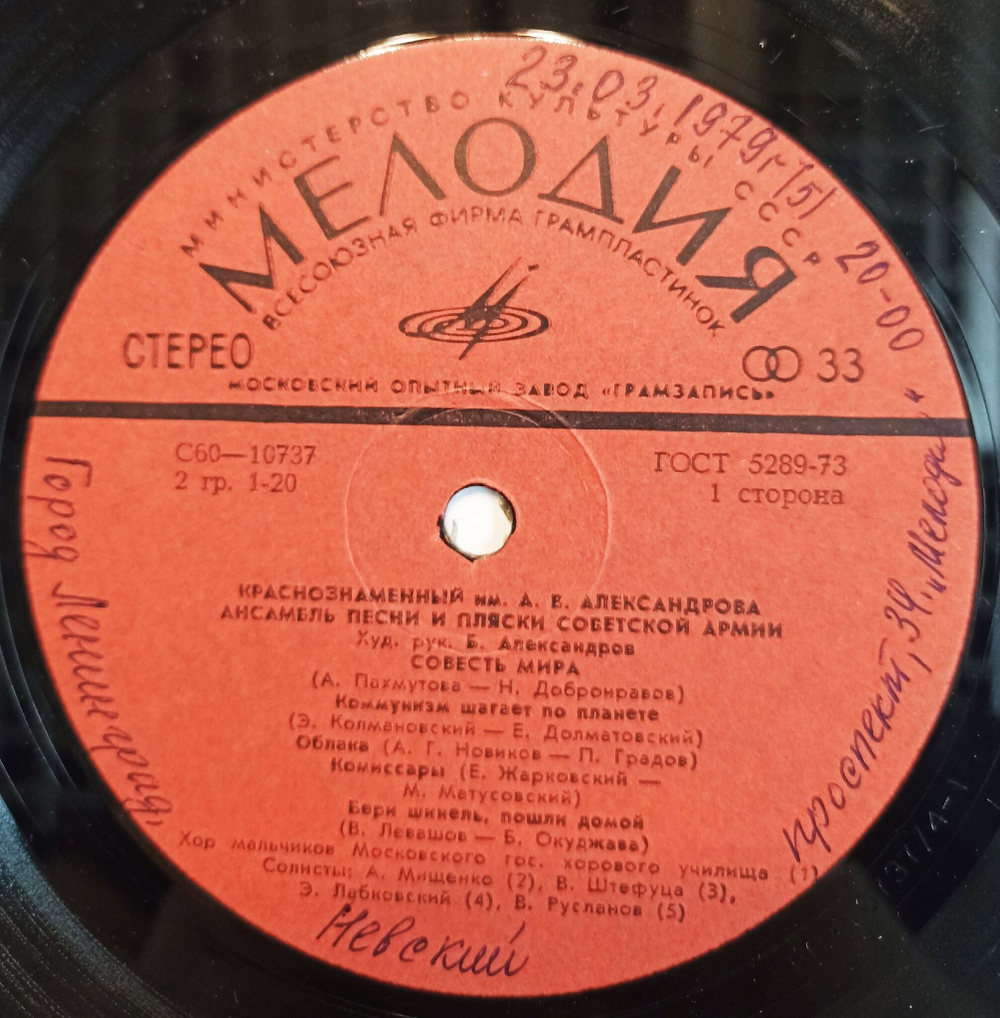 МИНИСТЕРСТВО КУЛЬТУРЫ СССР
МЕЛОДИЯ
ВСЕСОЮЗНАЯ ФИРМА ГРАМПЛАСТИНОК
СТЕРЕО
33
МОСКОВСКИЙ ОПЫТНЫЙ ЗАВОД «ГРАМЗАПИСЬ»
С60—10737
ГОСТ 5289-73
2 гр. 1-20
1 сторона
КРАСНОЗНАМЕННЫЙ им. А. В. АЛЕКСАНДРОВА
АНСАМБЛЬ ПЕСНИ И ПЛЯСКИ СОВЕТСКОЙ АРМИИ
Худ. рук. Б. Александров
СОВЕСТЬ МИРА
(А. Пахмутова — Н. Добронравов)
Коммунизм шагает по планете
(Э. Колмановский — Е. Долматовский)
Облака (А. Г. Новиков — П. Градов)
Комиссары (Е. Жарковский —
М. Матусовский)
Бери шинель, пошли домой
(В. Левашов — Б. Окуджава)
Хор мальчиков Московского гос. хорового училища (1)
Солисты: А. Мищенко (2), В. Штефуца (3),
Э. Лабковский (4), В. Русланов (5)
23.03.1979г (5) 20-00
Город Ленинград,
Невский
проспект, 34, „Мелодия"